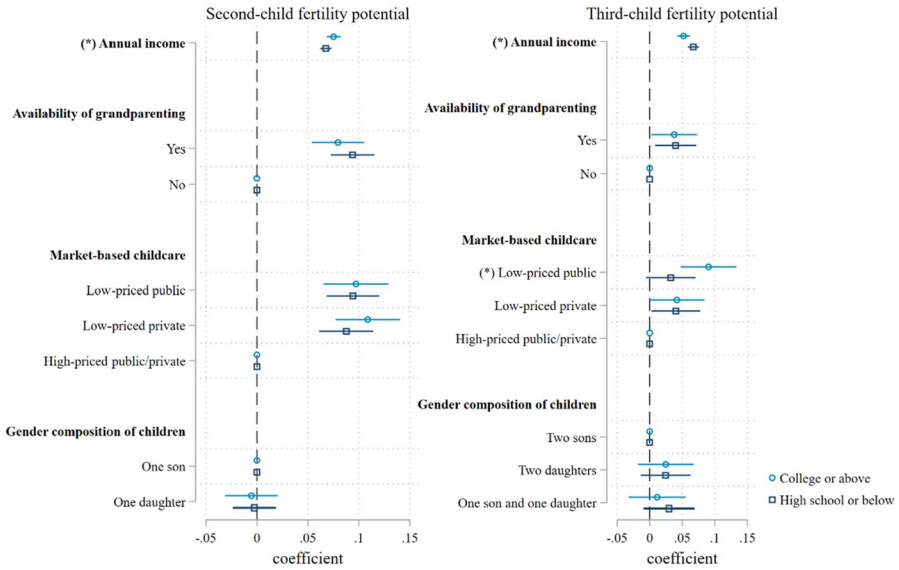 Second-child fertility potential
(*) Annual income
Availability of grandparenting
Yes
No
Market-based childcare
Low-priced public
Low-priced private
High-priced public/private
Gender composition of children
One son
One daughter
-.05 0 .05 .1 .15
coefficient
Third-child fertility potential
(*) Annual income
Availability of grandparenting
Yes
No
Market-based childcare
(*) Low-priced public
Low-priced private
High-priced public/private
Gender composition of children
Two sons
Two daughters
One son and one daughter
-.05 0 .05 .1 .15
coefficient
College or above
High school or below